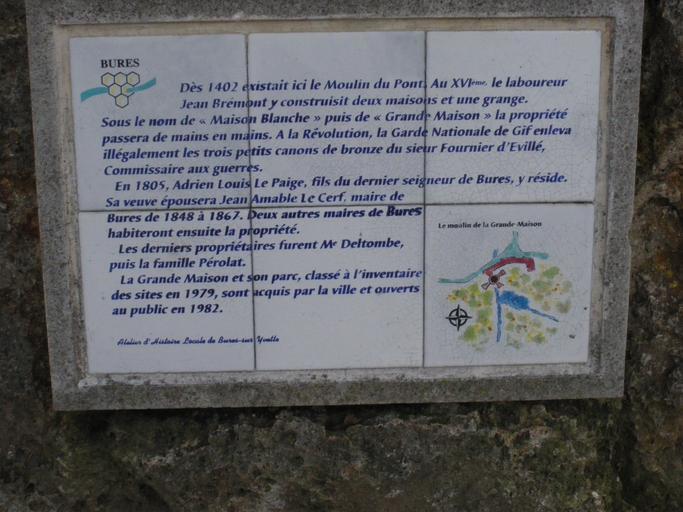 BURES
Dès 1402 existait ici le Moulin du Pont. Au XVIème, le laboureur
Jean Brémont y construisit deux maisons et une grange.
Sous le nom de « Maison Blanche » puis de « Grande Maison » la propriété
passera de mains en mains. A la Révolution, la Garde Nationale de Gif enleva
illégalement les trois petits canons de bronze du sieur Fournier d'Evillé,
Commissaire aux guerres.
En 1805, Adrien Louis Le Paige, fils du dernier seigneur de Bures, y réside.
Sa veuve épousera Jean Amable Le Cerf, maire de
Bures de 1848 à 1867. Deux autres maires de Bures
habiteront ensuite la propriété.
Les derniers propriétaires furent Mr Deltombe,
puis la famille Pérolat.
La Grande Maison et son parc, classé à l'inventaire
des sites en 1979, sont acquis par la ville et ouverts
au public en 1982.
Atelier d'Histoire Locale de Bures-sur Yvette
Le moulin de la Grande Maison